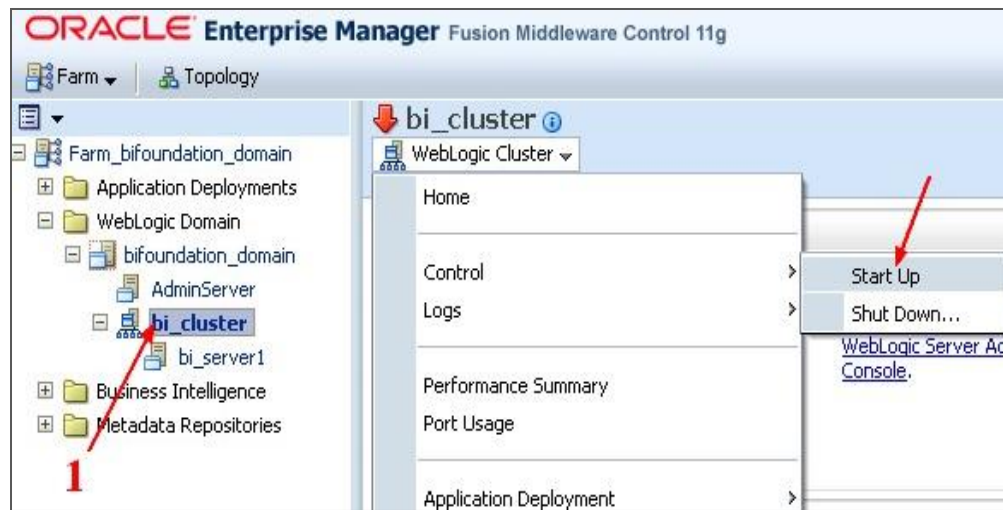 ORACLE Enterprise Manager Fusion Middleware Control 11g
Farm Topology
Farm_bifoundation_domain
Application Deployments
WebLogic Domain
bifoundation_domain
AdminServer
bi_cluster
bi_server1
Business Intelligence
Metadata Repositories
1
bi_cluster
WebLogic Cluster
Home
Control
Logs
Performance Summary
Port Usage
Application Deployment
Start Up
Shut Down...
WebLogic Server
Console.